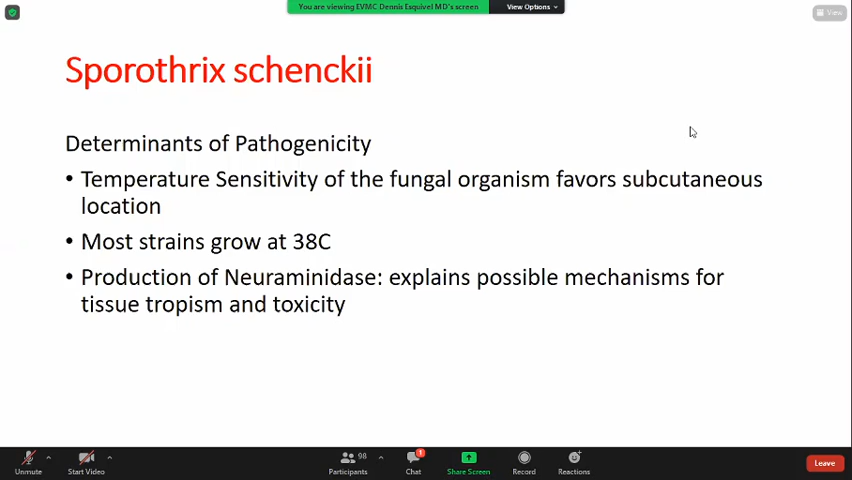 You are viewing EVMC Dennis Esquivel MD's screen
View Options
View
Sporothrix schenckii
Determinants of Pathogenicity
• Temperature Sensitivity of the fungal organism favors subcutaneous
location
• Most strains grow at 38C
• Production of Neuraminidase: explains possible mechanisms for
tissue tropism and toxicity
Unmute
Start Video
98
Participants
1
Chat
Share Screen
Record
Reactions
Leave